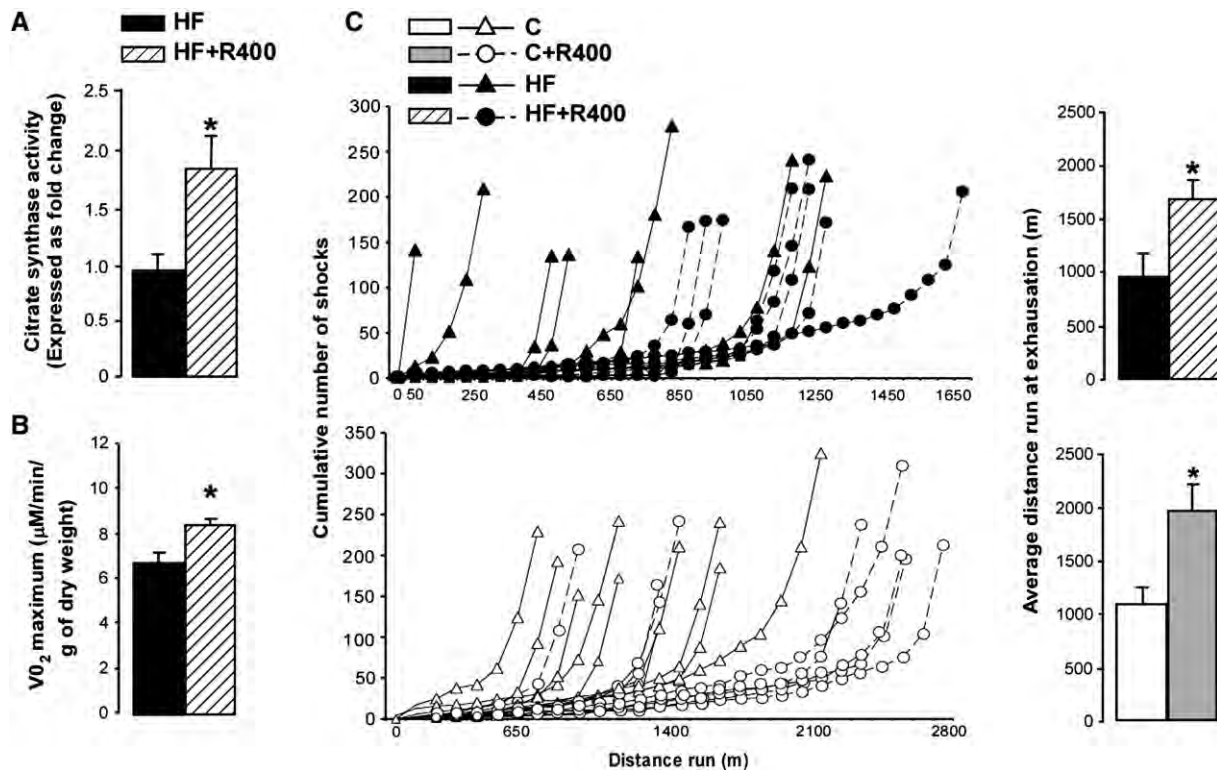 A
HF
HF+R400
Citrate synthase activity
(Expressed as fold change)
2.5
2.0
1.5
1.0
0.5
0
*
B
V0₂ maximum (μM/min/
g of dry weight)
12
10
8
6
4
2
0
*
C
C
C+R400
HF
HF+R400
Cumulative number of shocks
300
250
200
150
100
50
0
0 50 250 450 650 850 1050 1250 1450 1650
350
300
250
200
150
100
50
0
0 650 1400 2100 2800
Distance run (m)
Average distance run at exhausation (m)
2500
2000
1500
1000
500
0
*
2500
2000
1500
1000
500
0
*